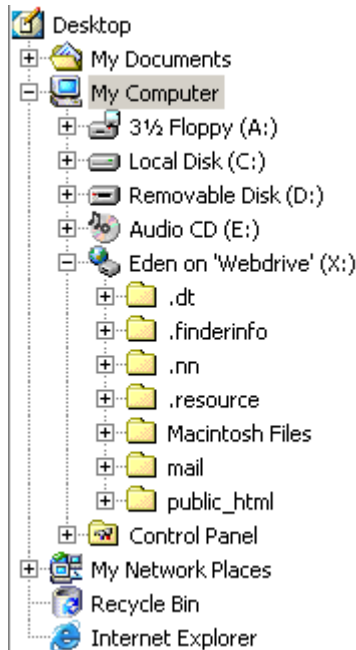 Desktop
My Documents
My Computer
3½ Floppy (A:)
Local Disk (C:)
Removable Disk (D:)
Audio CD (E:)
Eden on 'Webdrive' (X:)
.dt
.finderinfo
.nn
.resource
Macintosh Files
mail
public_html
Control Panel
My Network Places
Recycle Bin
Internet Explorer